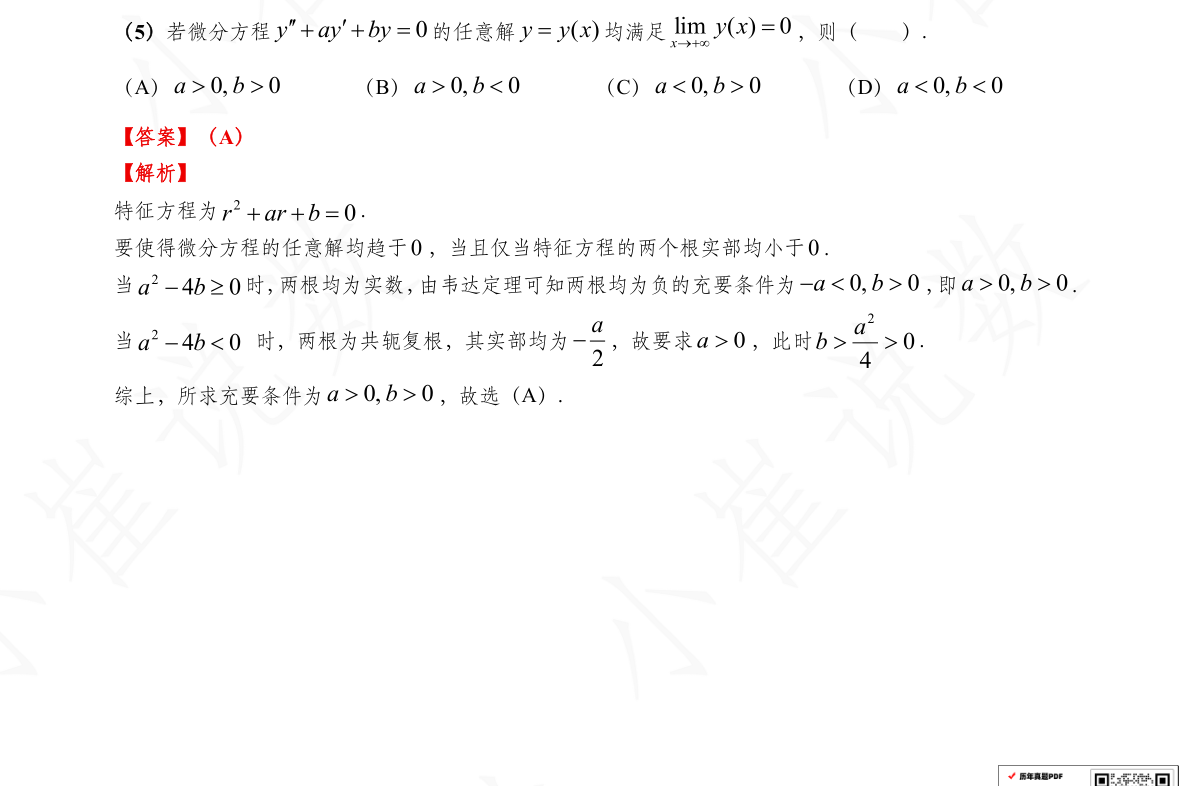 （5）若微分方程 y″ + ay′ + by = 0 的任意解 y = y(x) 均满足 lim_{x→+∞} y(x) = 0，则（　　）.
（A）a > 0, b > 0　（B）a > 0, b < 0　（C）a < 0, b > 0　（D）a < 0, b < 0
【答案】（A）
【解析】
特征方程为 r² + ar + b = 0 .
要使得微分方程的任意解均趋于 0，当且仅当特征方程的两个根实部均小于 0 .
当 a² − 4b ≥ 0 时，两根均为实数，由韦达定理可知两根均为负的充要条件为 −a < 0, b > 0，即 a > 0, b > 0 .
当 a² − 4b < 0 时，两根为共轭复根，其实部均为 −a/2，故要求 a > 0，此时 b > a²/4 > 0 .
综上，所求充要条件为 a > 0, b > 0，故选（A）.
小崔说数
小崔说数
历年真题PDF